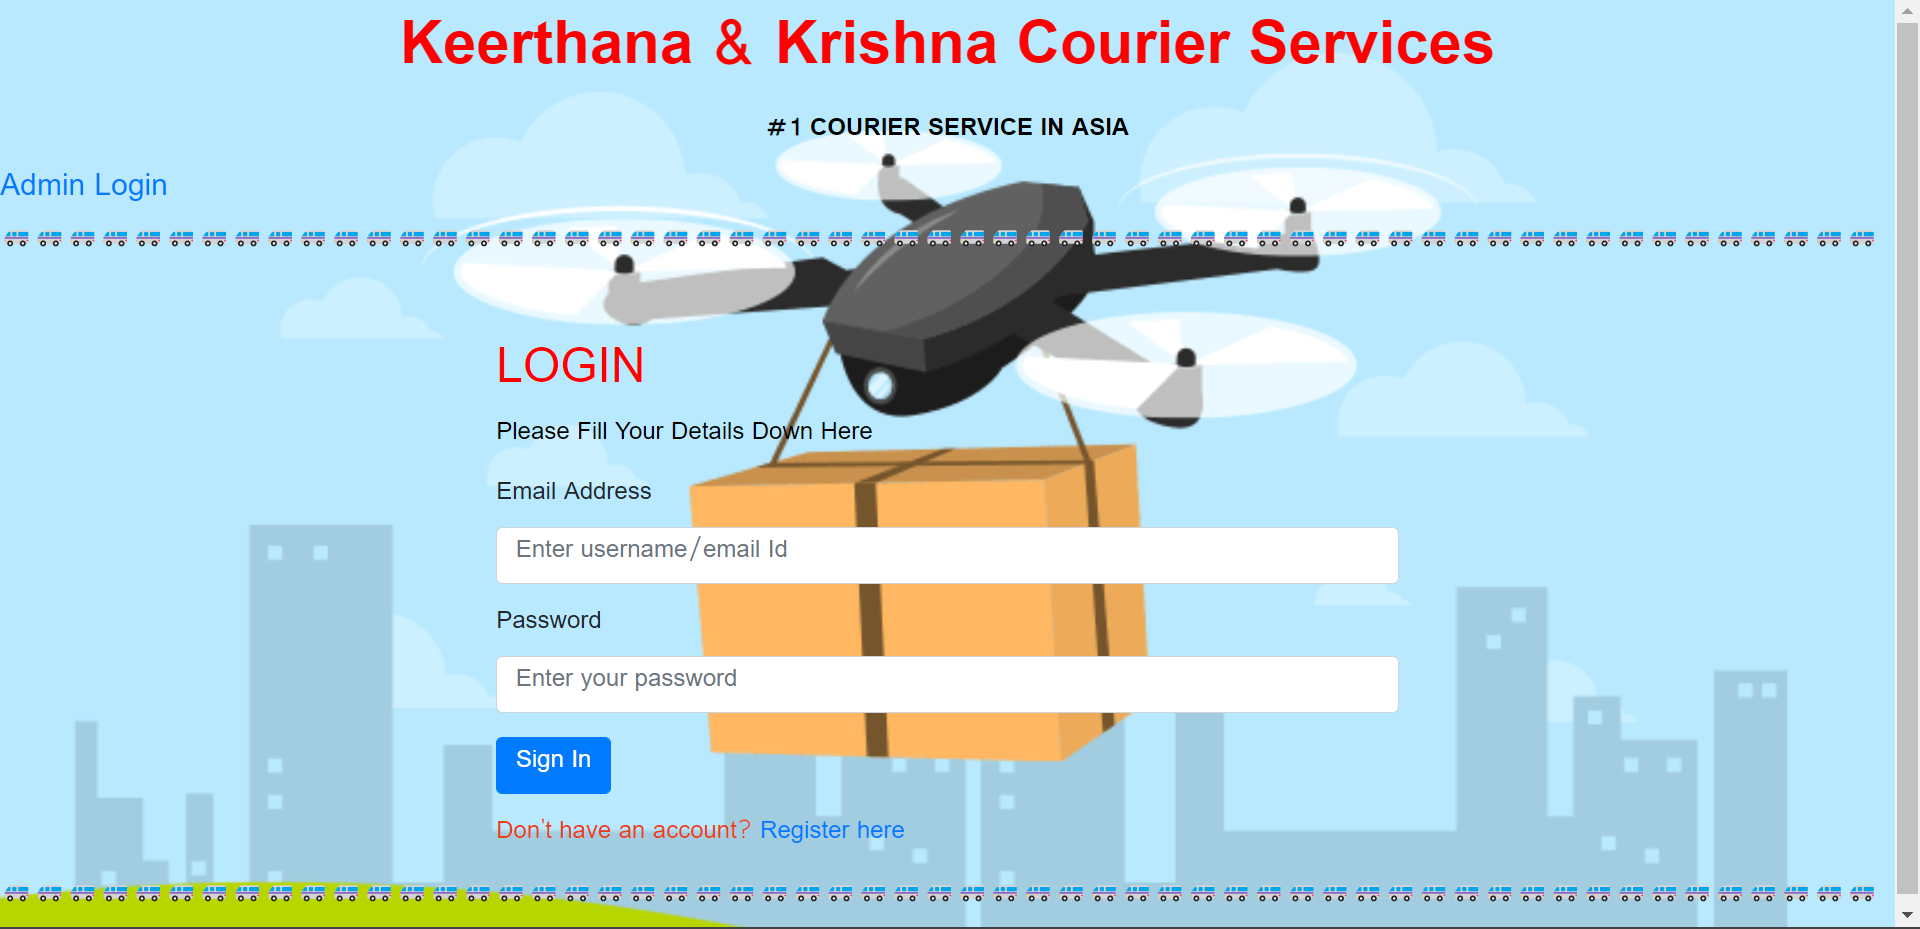 Keerthana & Krishna Courier Services
#1 COURIER SERVICE IN ASIA
Admin Login
LOGIN
Please Fill Your Details Down Here
Email Address
Enter username/email Id
Password
Enter your password
Sign In
Don't have an account? Register here